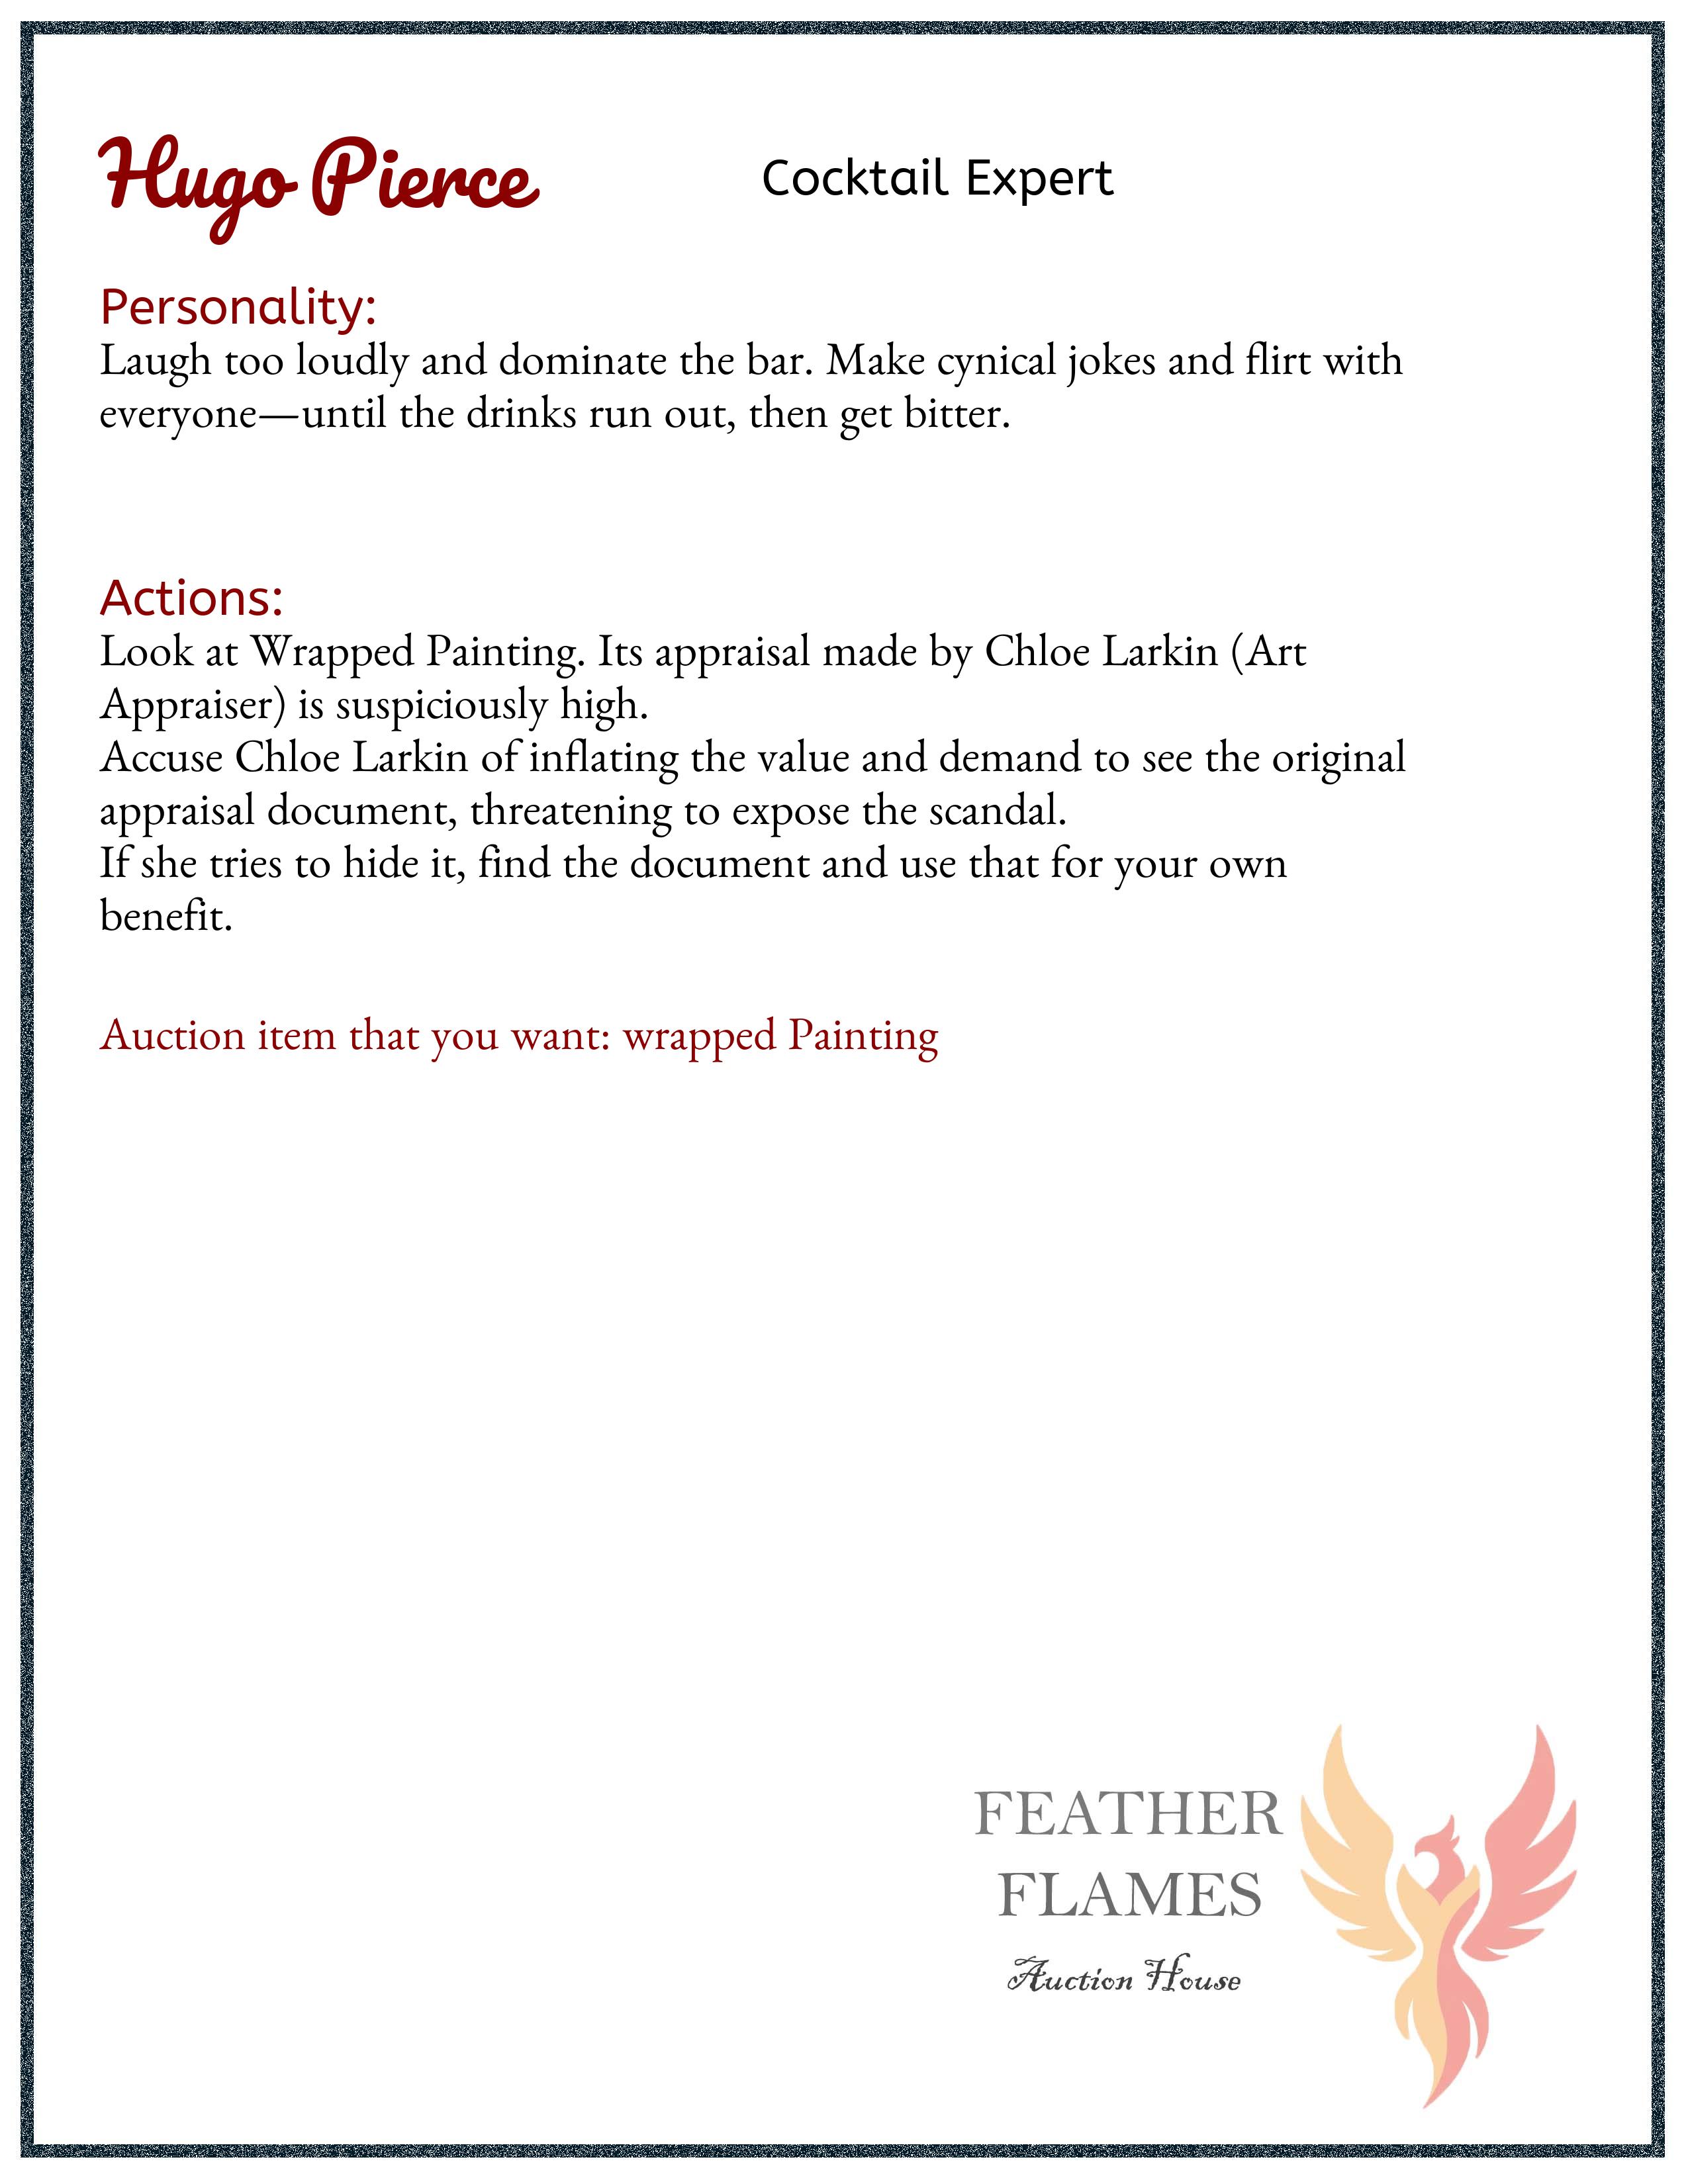 Hugo Pierce
Cocktail Expert
Personality:
Laugh too loudly and dominate the bar. Make cynical jokes and flirt with
everyone—until the drinks run out, then get bitter.
Actions:
Look at Wrapped Painting. Its appraisal made by Chloe Larkin (Art
Appraiser) is suspiciously high.
Accuse Chloe Larkin of inflating the value and demand to see the original
appraisal document, threatening to expose the scandal.
If she tries to hide it, find the document and use that for your own
benefit.
Auction item that you want: wrapped Painting
FEATHER
FLAMES
Auction House